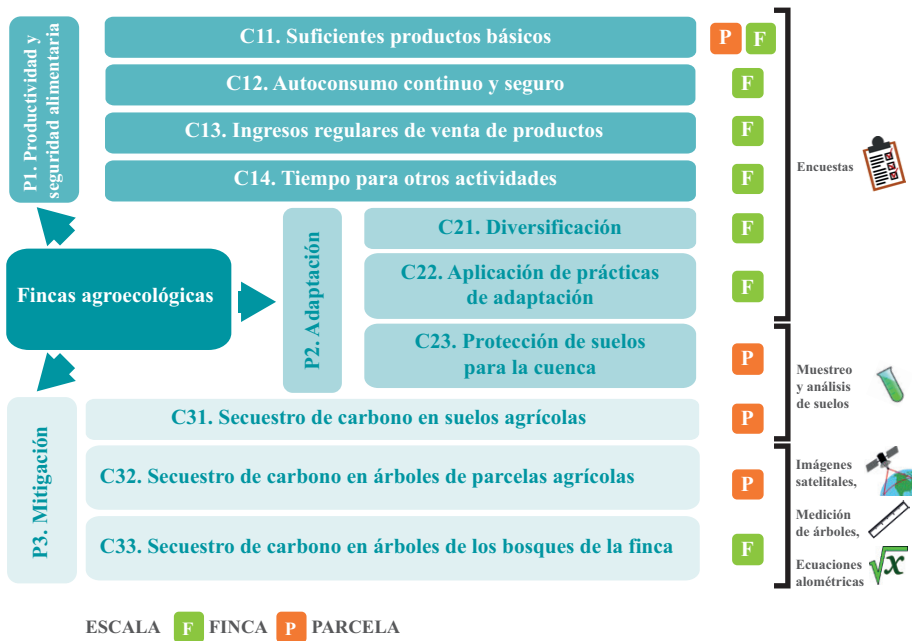 P1. Productividad y
seguridad alimentaria
C11. Suficientes productos básicos
P F
C12. Autoconsumo continuo y seguro
F
C13. Ingresos regulares de venta de productos
F
C14. Tiempo para otros actividades
F
Encuestas
Fincas agroecológicas
P2. Adaptación
C21. Diversificación
F
C22. Aplicación de prácticas
de adaptación
F
C23. Protección de suelos
para la cuenca
P
Muestreo
y análisis
de suelos
P3. Mitigación
C31. Secuestro de carbono en suelos agrícolas
P
C32. Secuestro de carbono en árboles de parcelas agrícolas
P
C33. Secuestro de carbono en árboles de los bosques de la finca
F
Imágenes
satelitales,
Medición
de árboles,
Ecuaciones
alométricas
√x
ESCALA F FINCA P PARCELA